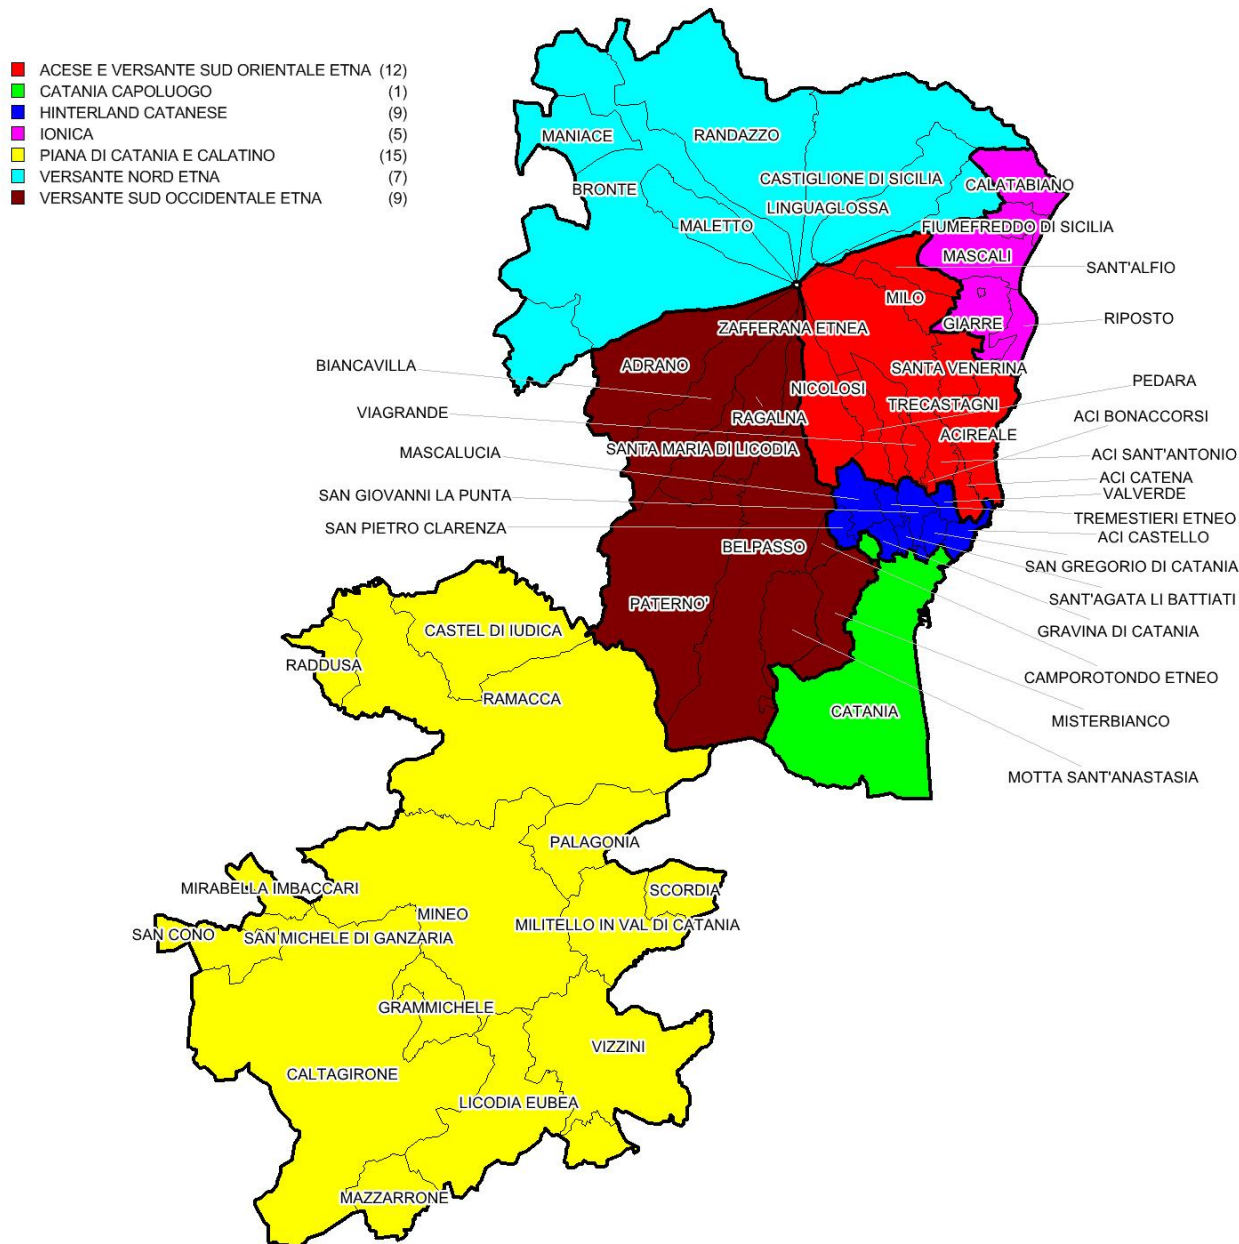 ACESE E VERSANTE SUD ORIENTALE ETNA (12)
CATANIA CAPOLUOGO (1)
HINTERLAND CATANESE (9)
IONICA (5)
PIANA DI CATANIA E CALATINO (15)
VERSANTE NORD ETNA (7)
VERSANTE SUD OCCIDENTALE ETNA (9)
MANIACE
RANDAZZO
BRONTE
CASTIGLIONE DI SICILIA
CALATABIANO
LINGUAGLOSSA
MALETTO
FIUMEFREDDO DI SICILIA
MASCALI
SANT'ALFIO
MILO
RIPOSTO
GIARRE
ZAFFERANA ETNEA
BIANCAVILLA
ADRANO
SANTA VENERINA
PEDARA
NICOLOSI
VIAGRANDE
TRECASTAGNI
RAGALNA
ACI BONACCORSI
ACIREALE
MASCALUCIA
SANTA MARIA DI LICODIA
ACI SANT'ANTONIO
ACI CATENA
VALVERDE
SAN GIOVANNI LA PUNTA
TREMESTIERI ETNEO
SAN PIETRO CLARENZA
ACI CASTELLO
BELPASSO
SAN GREGORIO DI CATANIA
SANT'AGATA LI BATTIATI
PATERNO'
GRAVINA DI CATANIA
CASTEL DI IUDICA
RADDUSA
CAMPOROTONDO ETNEO
RAMACCA
CATANIA
MISTERBIANCO
MOTTA SANT'ANASTASIA
PALAGONIA
MIRABELLA IMBACCARI
SCORDIA
MINEO
MILITELLO IN VAL DI CATANIA
SAN CONO
SAN MICHELE DI GANZARIA
GRAMMICHELE
VIZZINI
CALTAGIRONE
LICODIA EUBEA
MAZZARRONE